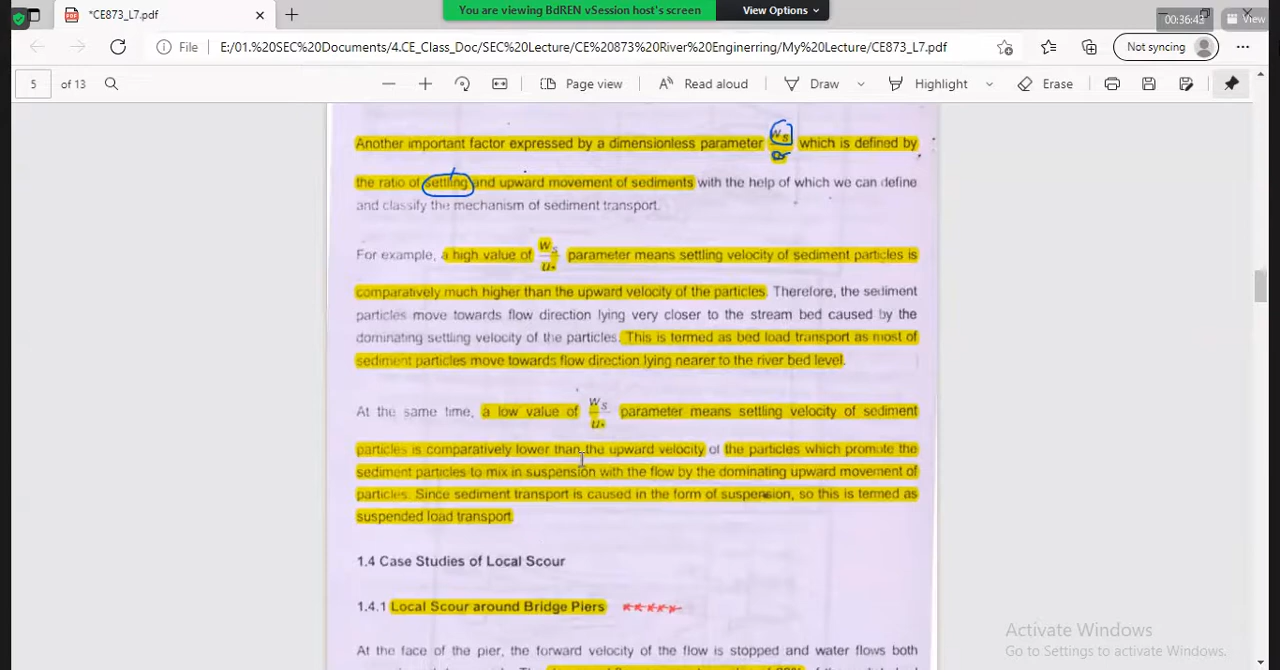 *CE873_L7.pdf
You are viewing BdREN vSession host's screen
View Options
00:36:43
View
File
E:/01.%20SEC%20Documents/4.CE_Class_Doc/SEC%20Lecture/CE%20873%20River%20Enginerring/My%20Lecture/CE873_L7.pdf
Not syncing
5 of 13
Page view
Read aloud
Draw
Highlight
Erase
Another important factor expressed by a dimensionless parameter Ws which is defined by
the ratio of settling and upward movement of sediments with the help of which we can define
and classify the mechanism of sediment transport.
For example, a high value of Ws/u* parameter means settling velocity of sediment particles is
comparatively much higher than the upward velocity of the particles. Therefore, the sediment
particles move towards flow direction lying very closer to the stream bed caused by the
dominating settling velocity of the particles. This is termed as bed load transport as most of
sediment particles move towards flow direction lying nearer to the river bed level.
At the same time, a low value of Ws/u* parameter means settling velocity of sediment
particles is comparatively lower than the upward velocity of the particles which promote the
sediment particles to mix in suspension with the flow by the dominating upward movement of
particles. Since sediment transport is caused in the form of suspension, so this is termed as
suspended load transport.
1.4 Case Studies of Local Scour
1.4.1 Local Scour around Bridge Piers
At the face of the pier, the forward velocity of the flow is stopped and water flows both
Activate Windows
Go to Settings to activate Windows.